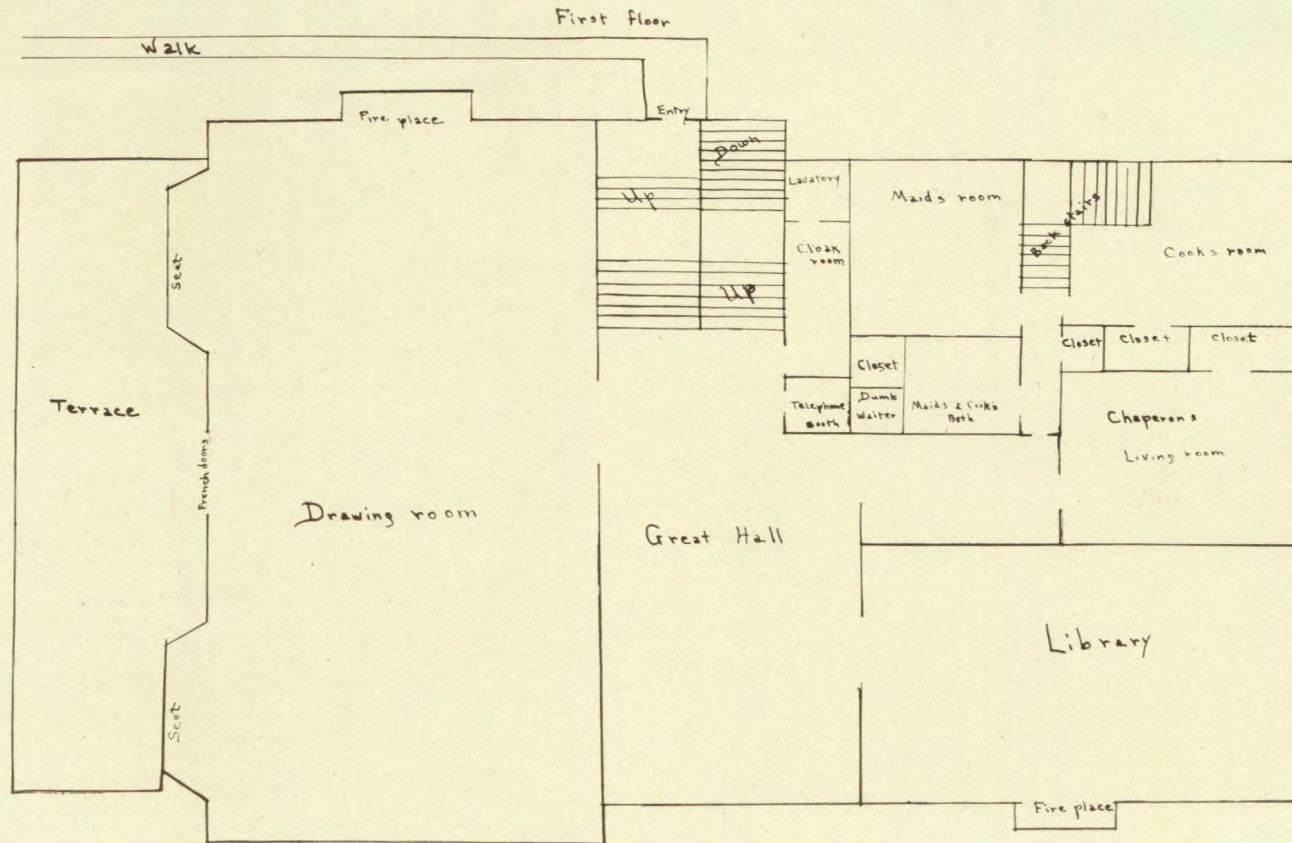 First floor
Walk
Fire place
Entry
Down
Up
Lavatory
Maid's room
Back stairs
Cook's room
Cloak
room
Seat
Up
Closet
Closet
Closet
Closet
Terrace
Telephone
Booth
Dumb
Waiter
Maid's & Cook's
Bath
Chaperons
Living room
French doors
Drawing room
Great Hall
Library
Seat
Fire place